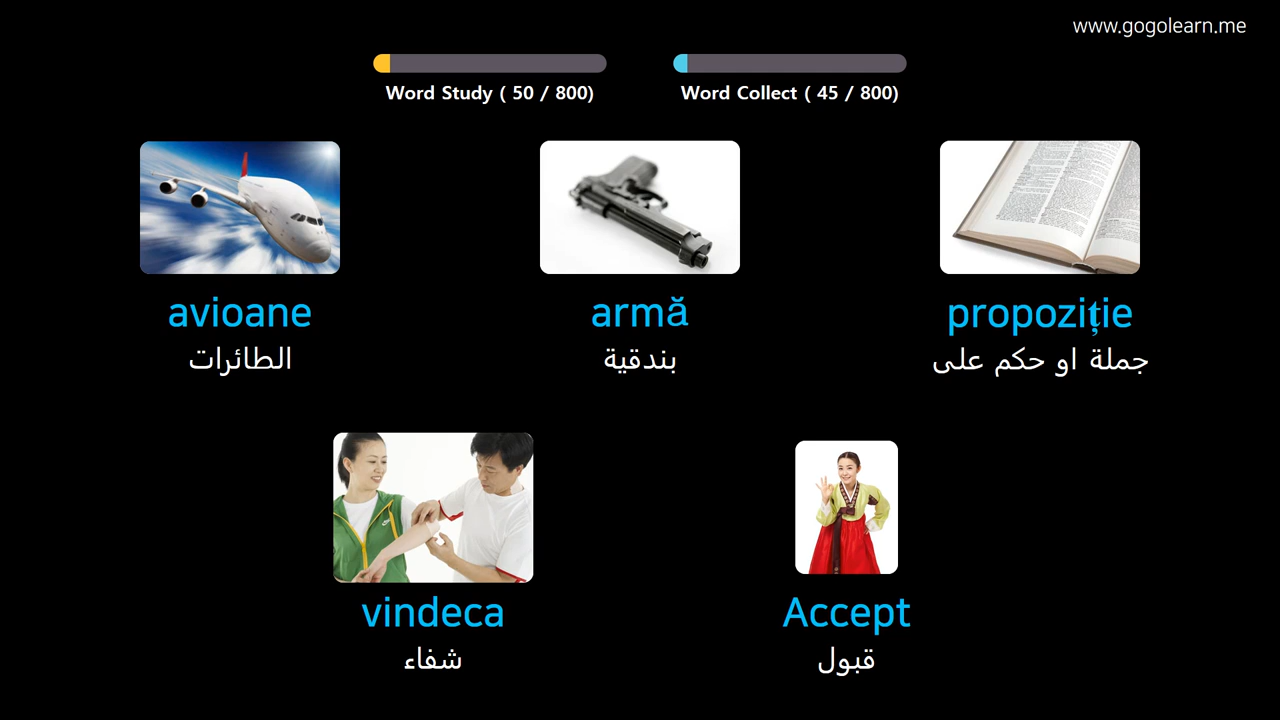 www.gogolearn.me
Word Study ( 50 / 800)
Word Collect ( 45 / 800)
avioane
الطائرات
armă
بندقية
propoziție
جملة او حكم على
vindeca
شفاء
Accept
قبول